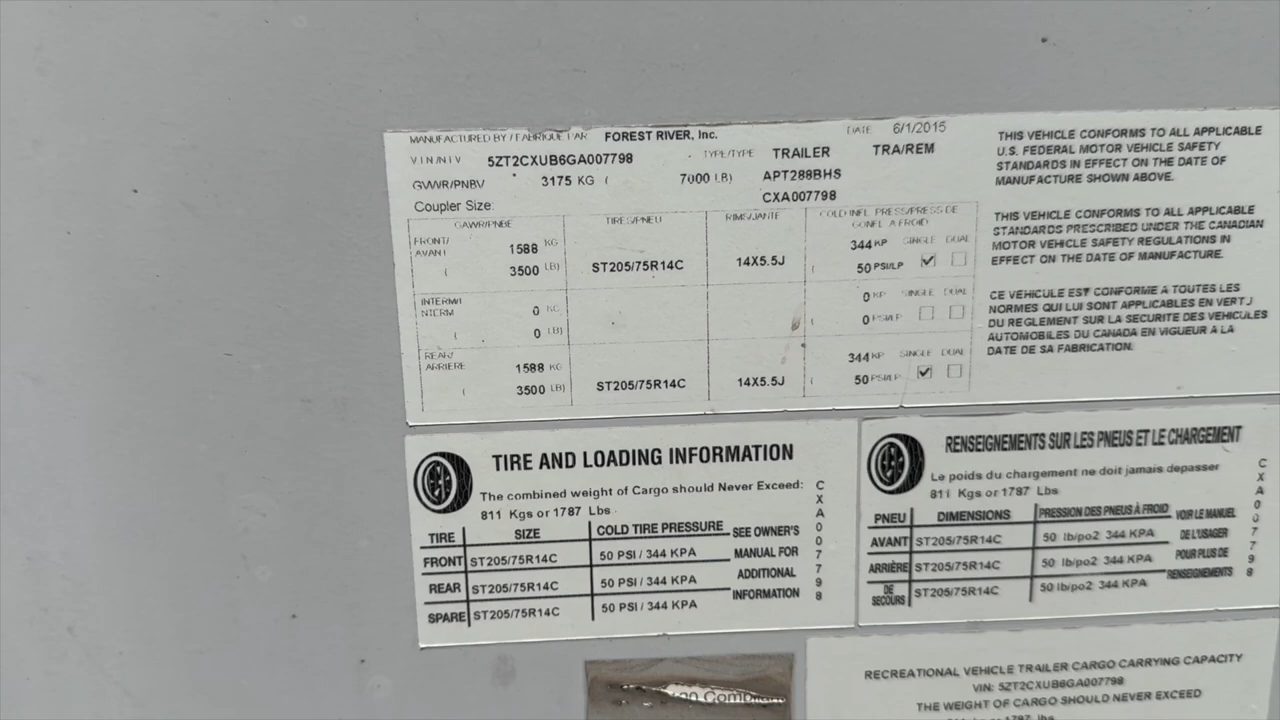 MANUFACTURED BY / FABRIQUE PAR FOREST RIVER, Inc. DATE 6/1/2015
VIN/NIV 5ZT2CXUB6GA007798 TYPE/TYPE TRAILER TRA/REM
GVWR/PNBV 3175 KG ( 7000 LB) APT288BHS
Coupler Size: CXA007798
GAWR/PNBE TIRES/PNEU RIMS/JANTE COLD INFL PRESS/PRESS DE GONFL A FROID
FRONT/AVANT 1588 KG 344 KP SINGLE DUAL
( 3500 LB) ST205/75R14C 14X5.5J ( 50 PSI/LP
INTERM/INTERM 0 KG 0 KP SINGLE DUAL
( 0 LB) ( 0 PSI/LP
REAR/ARRIERE 1588 KG 344 KP SINGLE DUAL
( 3500 LB) ST205/75R14C 14X5.5J ( 50 PSI/LP
THIS VEHICLE CONFORMS TO ALL APPLICABLE
U.S. FEDERAL MOTOR VEHICLE SAFETY
STANDARDS IN EFFECT ON THE DATE OF
MANUFACTURE SHOWN ABOVE.
THIS VEHICLE CONFORMS TO ALL APPLICABLE
STANDARDS PRESCRIBED UNDER THE CANADIAN
MOTOR VEHICLE SAFETY REGULATIONS IN
EFFECT ON THE DATE OF MANUFACTURE.
CE VEHICULE EST CONFORME A TOUTES LES
NORMES QUI LUI SONT APPLICABLES EN VERTJ
DU REGLEMENT SUR LA SECURITE DES VEHICULES
AUTOMOBILES DU CANADA EN VIGUEUR A LA
DATE DE SA FABRICATION.
TIRE AND LOADING INFORMATION
The combined weight of Cargo should Never Exceed:
811 Kgs or 1787 Lbs
TIRE SIZE COLD TIRE PRESSURE
FRONT ST205/75R14C 50 PSI / 344 KPA
REAR ST205/75R14C 50 PSI / 344 KPA
SPARE ST205/75R14C 50 PSI / 344 KPA
SEE OWNER'S
MANUAL FOR
ADDITIONAL
INFORMATION
CXA007798
RENSEIGNEMENTS SUR LES PNEUS ET LE CHARGEMENT
Le poids du chargement ne doit jamais depasser
811 Kgs or 1787 Lbs
PNEU DIMENSIONS PRESSION DES PNEUS À FROID
AVANT ST205/75R14C 50 lb/po2 344 KPA
ARRIÈRE ST205/75R14C 50 lb/po2 344 KPA
DE SECOURS ST205/75R14C 50 lb/po2 344 KPA
VOIR LE MANUEL
DE L'USAGER
POUR PLUS DE
RENSEIGNEMENTS
CXA007798
RECREATIONAL VEHICLE TRAILER CARGO CARRYING CAPACITY
VIN: 5ZT2CXUB6GA007798
THE WEIGHT OF CARGO SHOULD NEVER EXCEED
811 kg or 1787 Lbs